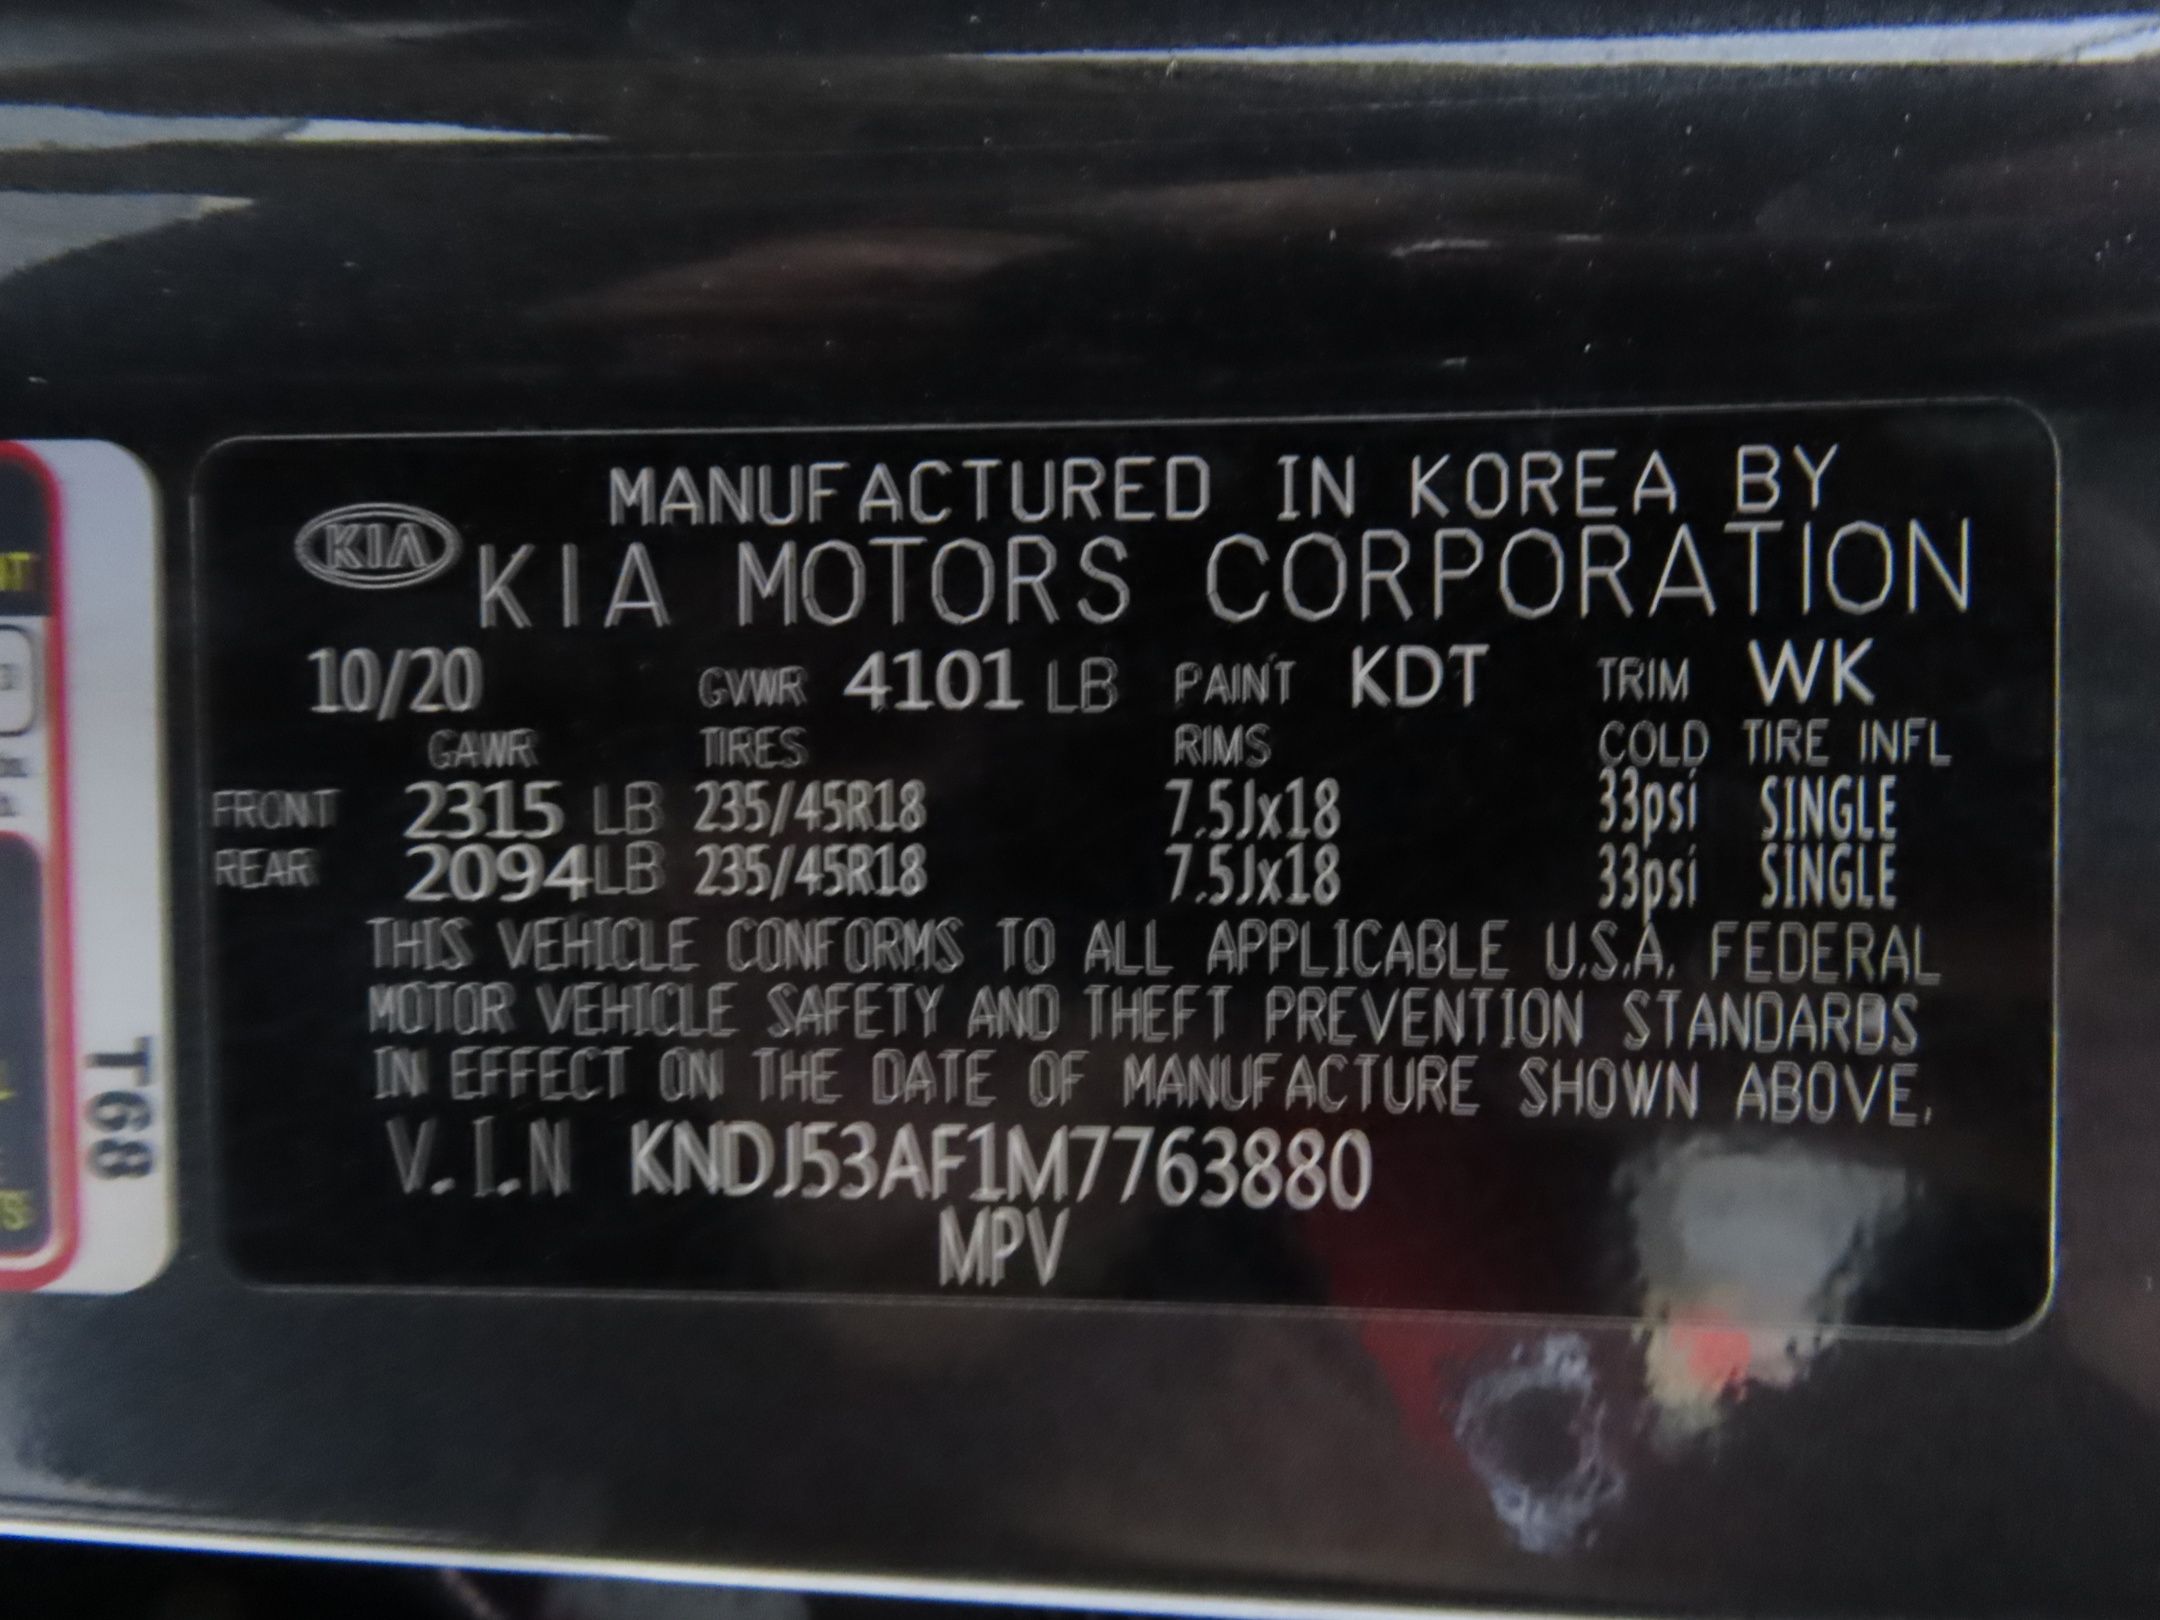 MANUFACTURED IN KOREA BY
KIA KIA MOTORS CORPORATION
10/20 GVWR 4101 LB PAINT KDT TRIM WK
GAWR TIRES RIMS COLD TIRE INFL
FRONT 2315 LB 235/45R18 7.5Jx18 33psi SINGLE
REAR 2094LB 235/45R18 7.5Jx18 33psi SINGLE
THIS VEHICLE CONFORMS TO ALL APPLICABLE U.S.A. FEDERAL
MOTOR VEHICLE SAFETY AND THEFT PREVENTION STANDARDS
IN EFFECT ON THE DATE OF MANUFACTURE SHOWN ABOVE.
V.I.N KNDJ53AF1M7763880
MPV
T68